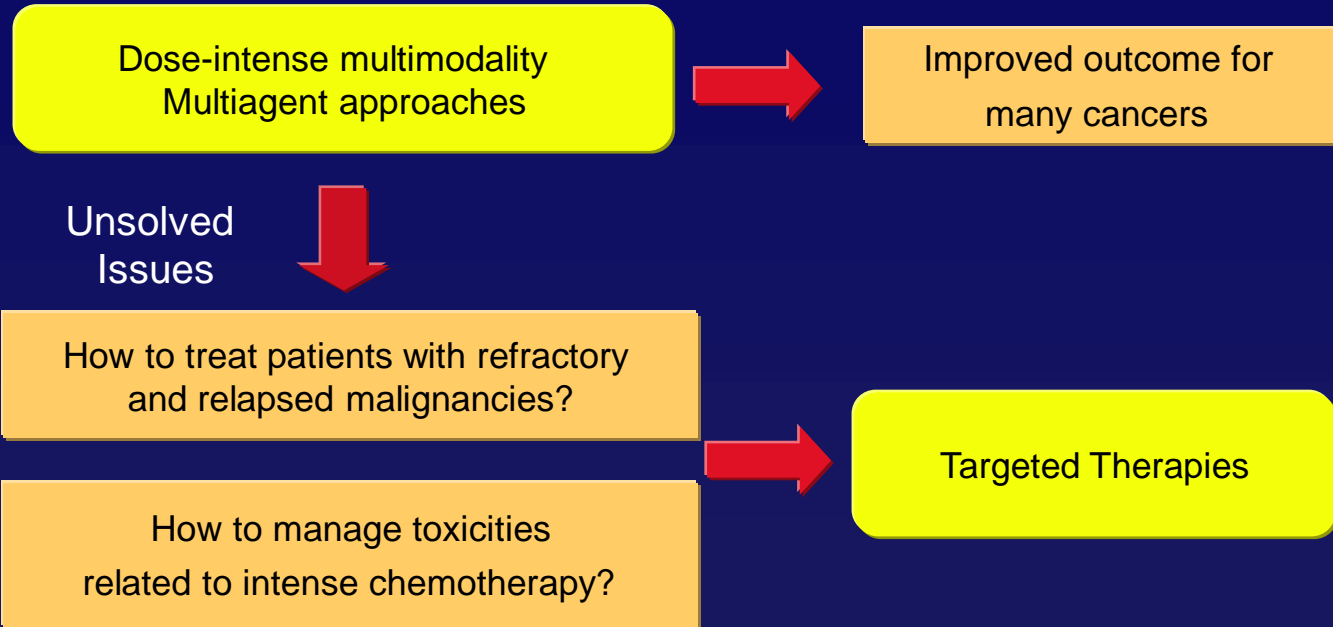 Dose-intense multimodality
Multiagent approaches
Improved outcome for
many cancers
Unsolved
Issues
How to treat patients with refractory
and relapsed malignancies?
Targeted Therapies
How to manage toxicities
related to intense chemotherapy?